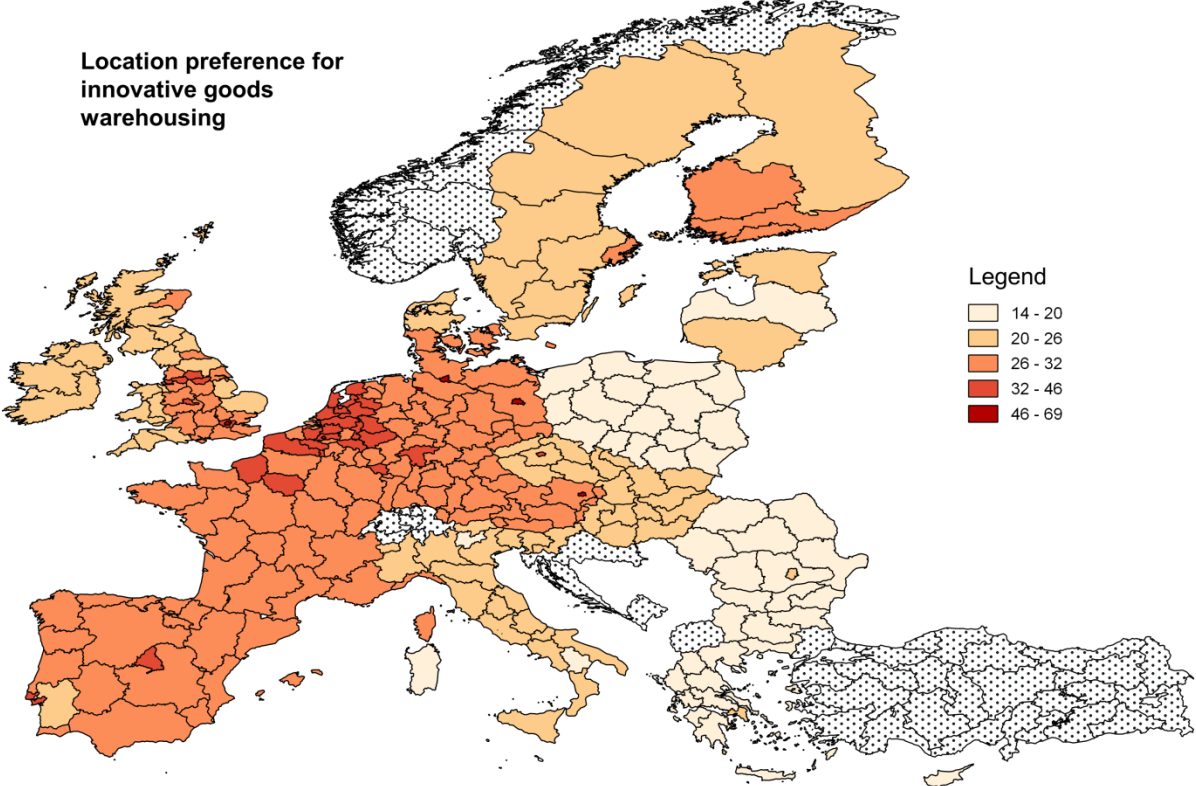 Location preference for
innovative goods
warehousing
Legend
14 - 20
20 - 26
26 - 32
32 - 46
46 - 69